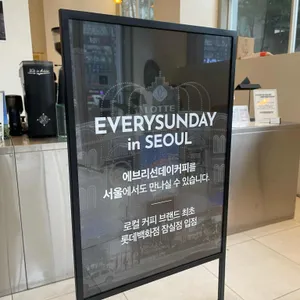 LOTTE
EVERYSUNDAY
in SEOUL
에브리선데이커피를
서울에서도 만나실 수 있습니다.
로컬 커피 브랜드 최초
롯데백화점 잠실점 입점